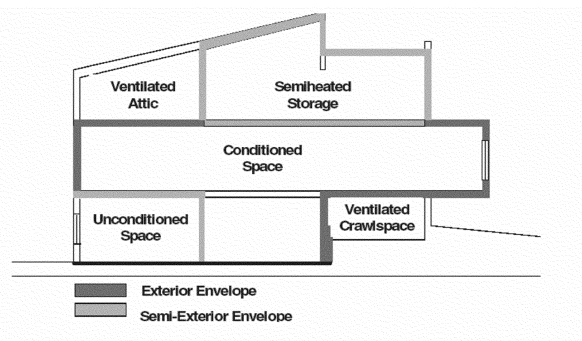 Ventilated
Attic
Semiheated
Storage
Conditioned
Space
Unconditioned
Space
Ventilated
Crawlspace
Exterior Envelope
Semi-Exterior Envelope